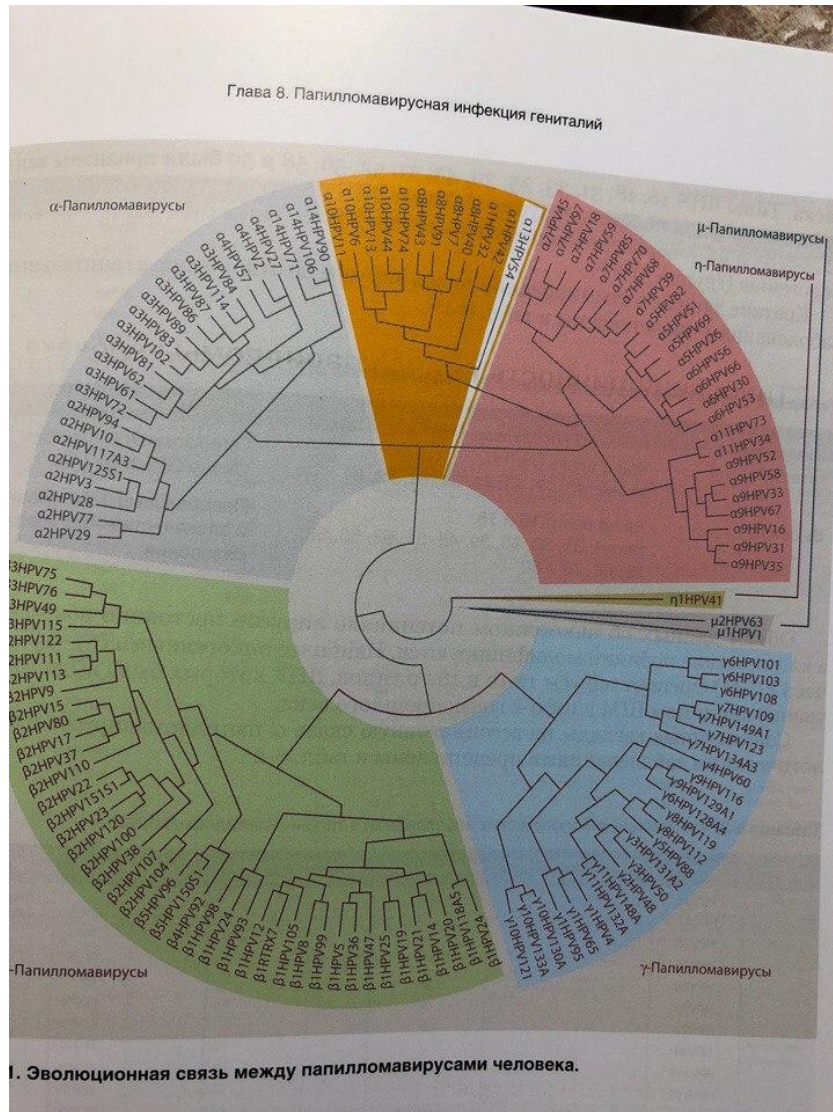 Глава 8. Папилломавирусная инфекция гениталий
α-Папилломавирусы
μ-Папилломавирусы
η-Папилломавирусы
α2HPV29
α2HPV77
α2HPV28
α2HPV3
α2HPV125S1
α2HPV117A3
α2HPV10
α2HPV94
α3HPV72
α3HPV61
α3HPV62
α3HPV81
α3HPV102
α3HPV83
α3HPV89
α3HPV86
α3HPV87
α3HPV114
α3HPV84
α4HPV57
α4HPV2
α4HPV27
α14HPV71
α14HPV106
α14HPV90
α10HPV11
α10HPV6
α10HPV13
α10HPV44
α10HPV74
α8HPV43
α8HPV91
α8HPV7
α8HPV40
α1HPV32
α1HPV42
α13HPV54
α7HPV45
α7HPV97
α7HPV18
α7HPV59
α7HPV85
α7HPV70
α7HPV68
α7HPV39
α5HPV82
α5HPV51
α5HPV69
α5HPV26
α6HPV56
α6HPV66
α6HPV30
α6HPV53
α11HPV73
α11HPV34
α9HPV52
α9HPV58
α9HPV33
α9HPV67
α9HPV16
α9HPV31
α9HPV35
η1HPV41
μ2HPV63
μ1HPV1
γ6HPV101
γ6HPV103
γ6HPV108
γ7HPV109
γ7HPV149A1
γ7HPV123
γ7HPV134A3
γ4HPV60
γ9HPV116
γ9HPV129A1
γ6HPV128A4
γ8HPV119
γ8HPV112
γ5HPV88
γ3HPV131A2
γ3HPV50
γ2HPV48
γ11HPV148A
γ11HPV132A
γ1HPV4
γ1HPV65
γ1HPV95
γ10HPV130A
γ10HPV133A
γ10HPV121
β1HPV24
β1HPV118A5
β1HPV20
β1HPV14
β1HPV21
β1HPV19
β1HPV25
β1HPV47
β1HPV36
β1HPV5
β1HPV99
β1HPV8
β1HPV105
β1RTRX7
β1HPV12
β1HPV93
β1HPV24
β1HPV98
β4HPV92
β5HPV150S1
β5HPV96
β2HPV104
β2HPV107
β2HPV38
β2HPV100
β2HPV120
β2HPV23
β2HPV151S1
β2HPV22
β2HPV110
β2HPV37
β2HPV17
β2HPV80
β2HPV15
β2HPV9
2HPV113
2HPV111
2HPV122
3HPV115
3HPV49
3HPV76
3HPV75
-Папилломавирусы
γ-Папилломавирусы
1. Эволюционная связь между папилломавирусами человека.